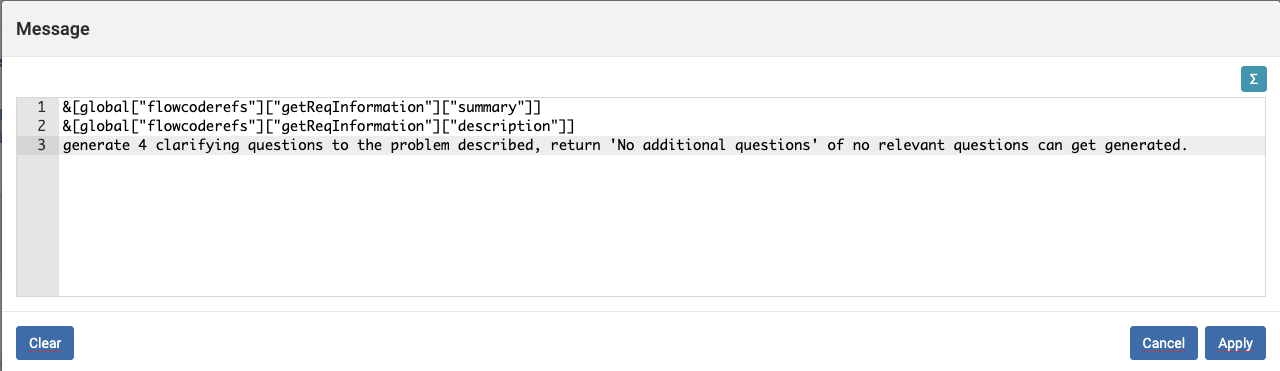 Message
Σ
1 &[global["flowcoderefs"]["getReqInformation"]["summary"]]
2 &[global["flowcoderefs"]["getReqInformation"]["description"]]
3 generate 4 clarifying questions to the problem described, return 'No additional questions' of no relevant questions can get generated.
Clear Cancel Apply